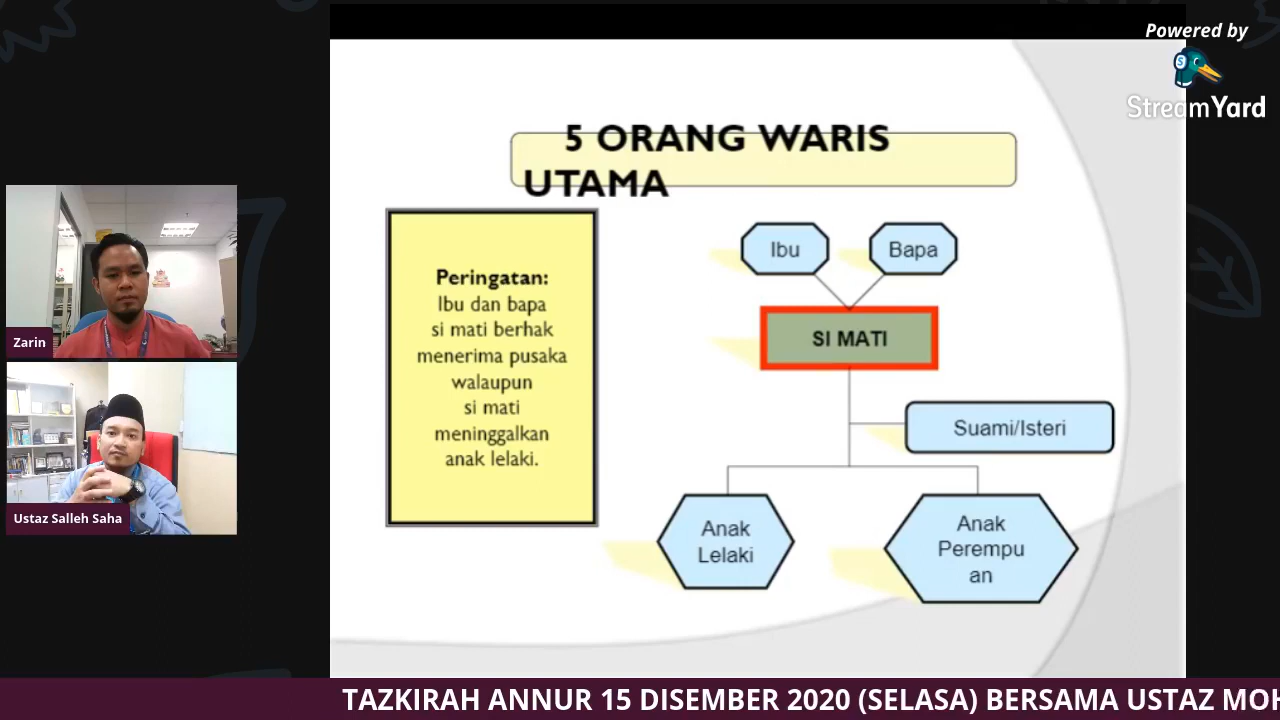 Powered by
StreamYard
5 ORANG WARIS
UTAMA
Peringatan:
Ibu dan bapa
si mati berhak
menerima pusaka
walaupun
si mati
meninggalkan
anak lelaki.
Ibu
Bapa
SI MATI
Suami/Isteri
Anak
Lelaki
Anak
Perempu
an
Zarin
Ustaz Salleh Saha
TAZKIRAH ANNUR 15 DISEMBER 2020 (SELASA) BERSAMA USTAZ MOH